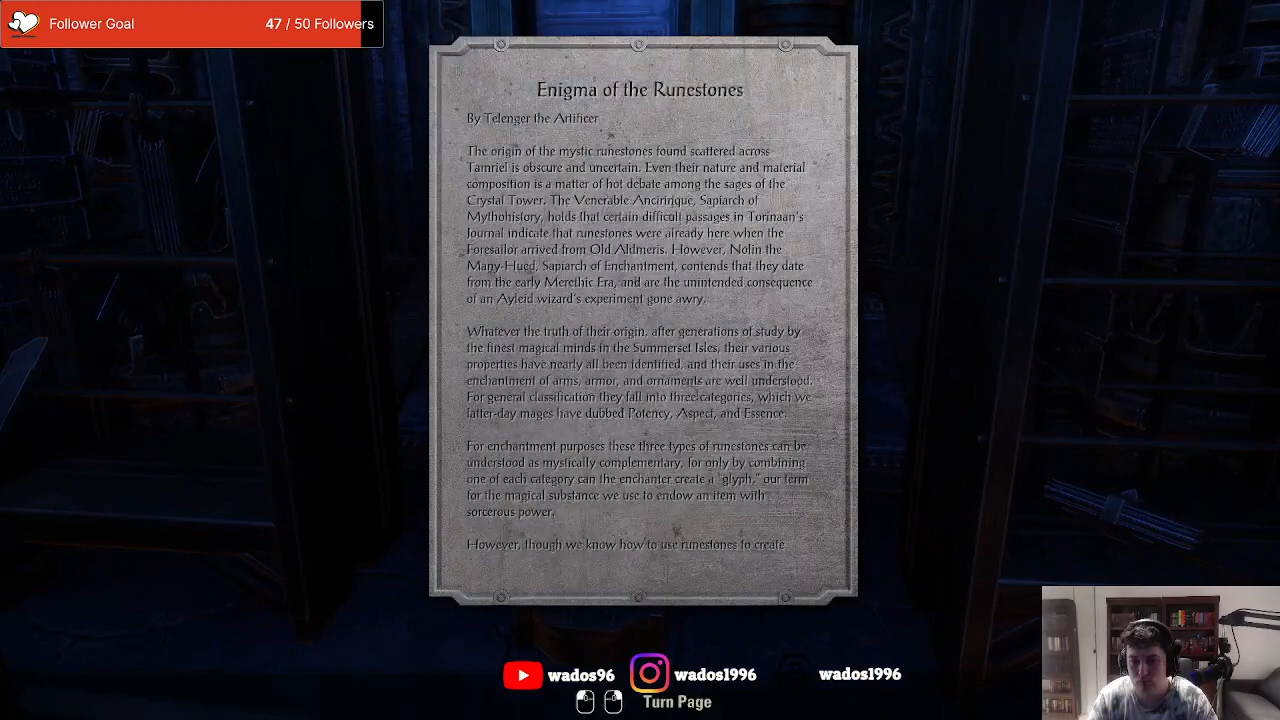 Follower Goal
47 / 50 Followers
Enigma of the Runestones
By Telenger the Artificer
The origin of the mystic runestones found scattered across
Tamriel is obscure and uncertain. Even their nature and material
composition is a matter of hot debate among the sages of the
Crystal Tower. The Venerable Ancirinque, Sapiarch of
Mythohistory, holds that certain difficult passages in Torinaan's
Journal indicate that runestones were already here when the
Foresailor arrived from Old Aldmeris. However, Nolin the
Many-Hued, Sapiarch of Enchantment, contends that they date
from the early Merethic Era, and are the unintended consequence
of an Ayleid wizard's experiment gone awry.
Whatever the truth of their origin, after generations of study by
the finest magical minds in the Summerset Isles, their various
properties have nearly all been identified, and their uses in the
enchantment of arms, armor, and ornaments are well understood.
For general classification they fall into three categories, which we
latter-day mages have dubbed Potency, Aspect, and Essence.
For enchantment purposes these three types of runestones can be
understood as mystically complementary, for only by combining
one of each category can the enchanter create a "glyph," our term
for the magical substance we use to endow an item with
sorcerous power.
However, though we know how to use runestones to create
wados96
wados1996
wados1996
Turn Page